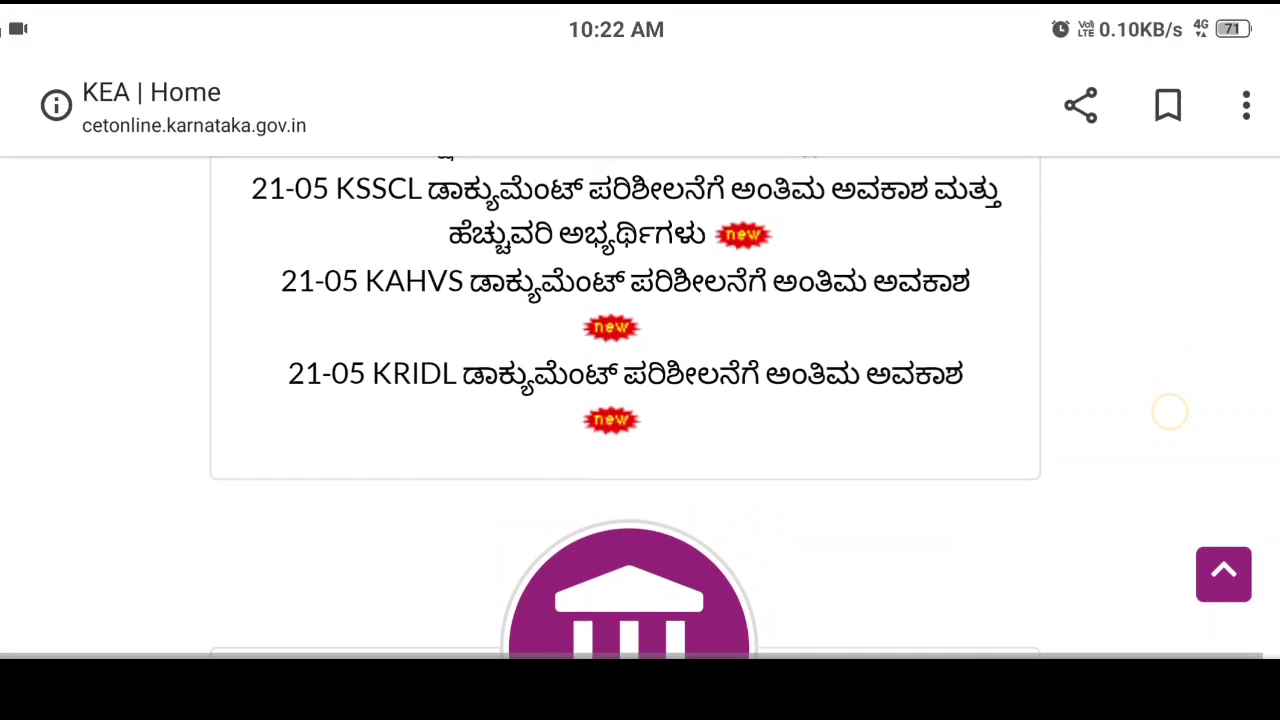 10:22 AM
Vo) LTE 0.10KB/s 4G 71
KEA | Home
cetonline.karnataka.gov.in
21-05 KSSCL ಡಾಕ್ಯುಮೆಂಟ್ ಪರಿಶೀಲನೆಗೆ ಅಂತಿಮ ಅವಕಾಶ ಮತ್ತು
ಹೆಚ್ಚುವರಿ ಅಭ್ಯರ್ಥಿಗಳು new
21-05 KAHVS ಡಾಕ್ಯುಮೆಂಟ್ ಪರಿಶೀಲನೆಗೆ ಅಂತಿಮ ಅವಕಾಶ
new
21-05 KRIDL ಡಾಕ್ಯುಮೆಂಟ್ ಪರಿಶೀಲನೆಗೆ ಅಂತಿಮ ಅವಕಾಶ
new